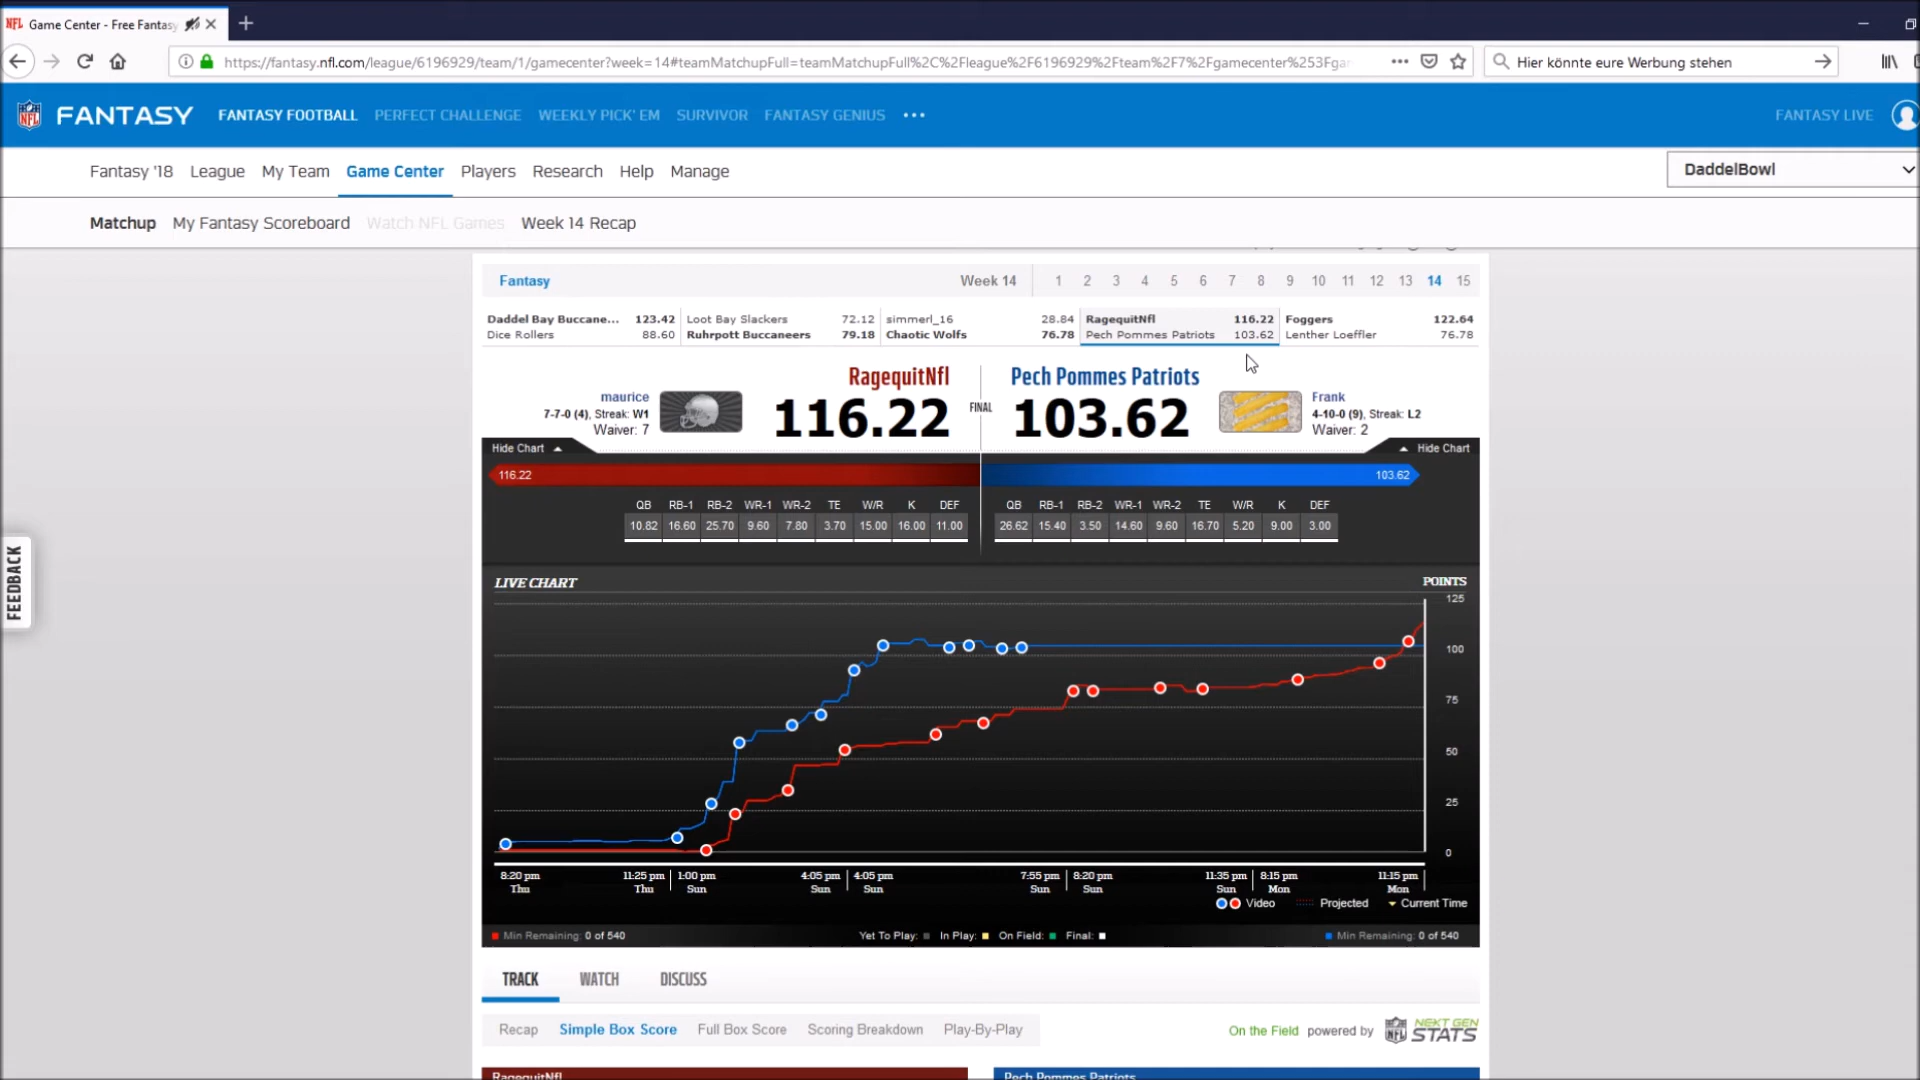 NFL Game Center - Free Fantasy
https://fantasy.nfl.com/league/6196929/team/1/gamecenter?week=14#teamMatchupFull=teamMatchupFull%2C%2Fleague%2F6196929%2Fteam%2F7%2Fgamecenter%253Fga
Hier könnte eure Werbung stehen
NFL FANTASY FANTASY FOOTBALL PERFECT CHALLENGE WEEKLY PICK' EM SURVIVOR FANTASY GENIUS ••• FANTASY LIVE
Fantasy '18 League My Team Game Center Players Research Help Manage DaddelBowl
Matchup My Fantasy Scoreboard Watch NFL Games Week 14 Recap
Fantasy Week 14 1 2 3 4 5 6 7 8 9 10 11 12 13 14 15
Daddel Bay Buccane... 123.42 Loot Bay Slackers 72.12 simmerl_16 28.84 RagequitNfl 116.22 Foggers 122.64
Dice Rollers 88.60 Ruhrpott Buccaneers 79.18 Chaotic Wolfs 76.78 Pech Pommes Patriots 103.62 Lenther Loeffler 76.78
RagequitNfl Pech Pommes Patriots
maurice 116.22 FINAL 103.62 Frank
7-7-0 (4), Streak: W1 4-10-0 (9), Streak: L2
Waiver: 7 Waiver: 2
Hide Chart Hide Chart
116.22 103.62
QB RB-1 RB-2 WR-1 WR-2 TE W/R K DEF QB RB-1 RB-2 WR-1 WR-2 TE W/R K DEF
10.82 16.60 25.70 9.60 7.80 3.70 15.00 16.00 11.00 26.62 15.40 3.50 14.60 9.60 16.70 5.20 9.00 3.00
LIVE CHART POINTS
125
100
75
50
25
0
8:20 pm 11:25 pm 1:00 pm 4:05 pm 4:05 pm 7:55 pm 8:20 pm 11:35 pm 8:15 pm 11:15 pm
Thu Thu Sun Sun Sun Sun Sun Sun Mon Mon
Video Projected Current Time
Min Remaining: 0 of 540 Yet To Play: In Play: On Field: Final: Min Remaining: 0 of 540
TRACK WATCH DISCUSS
Recap Simple Box Score Full Box Score Scoring Breakdown Play-By-Play On the Field powered by NFL NEXT GEN STATS
RagequitNfl Pech Pommes Patriots
FEEDBACK